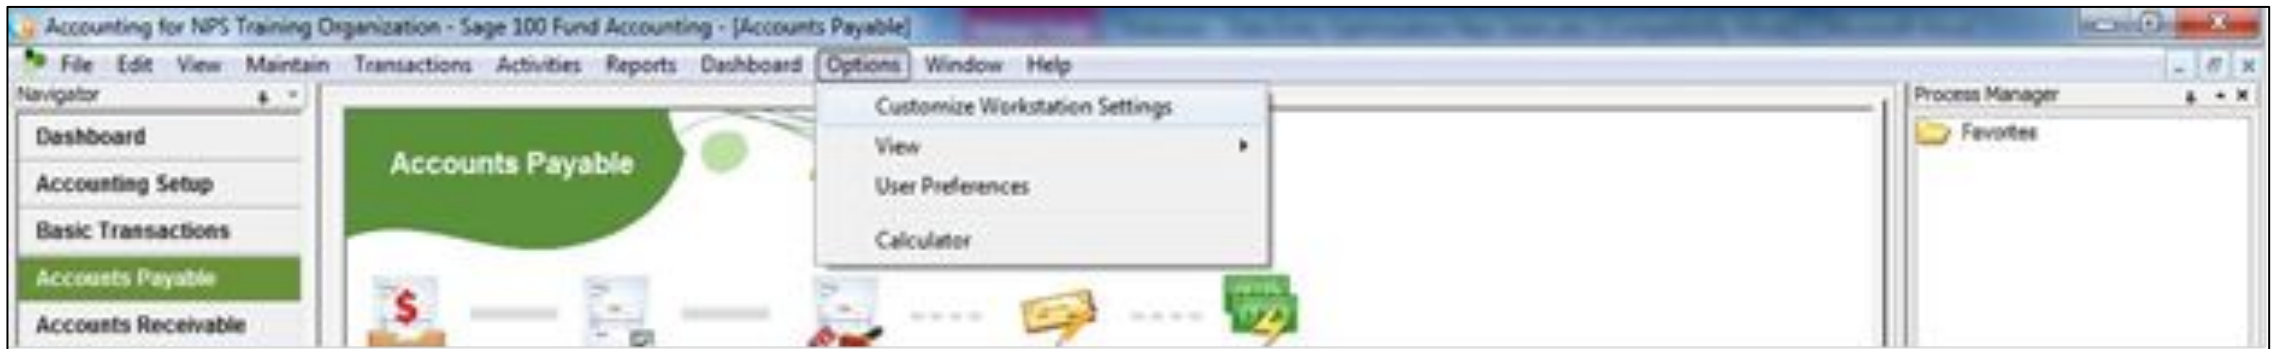 Accounting for NPS Training Organization - Sage 100 Fund Accounting - [Accounts Payable]
File Edit View Maintain Transactions Activities Reports Dashboard Options Window Help
Navigator
Dashboard
Accounting Setup
Basic Transactions
Accounts Payable
Accounts Receivable
Accounts Payable
Customize Workstation Settings
View
User Preferences
Calculator
Process Manager
Favorites